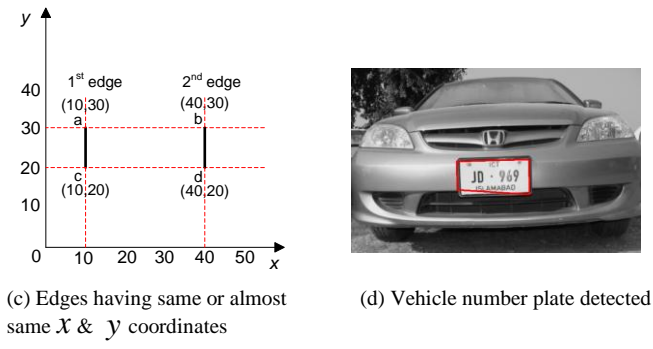 y
1st edge 2nd edge
40
(10,30) (40,30)
a b
30
20
c d
(10,20) (40,20)
10
0 10 20 30 40 50 x
ICT
JD · 969
ISLAMABAD
(c) Edges having same or almost
same x & y coordinates
(d) Vehicle number plate detected